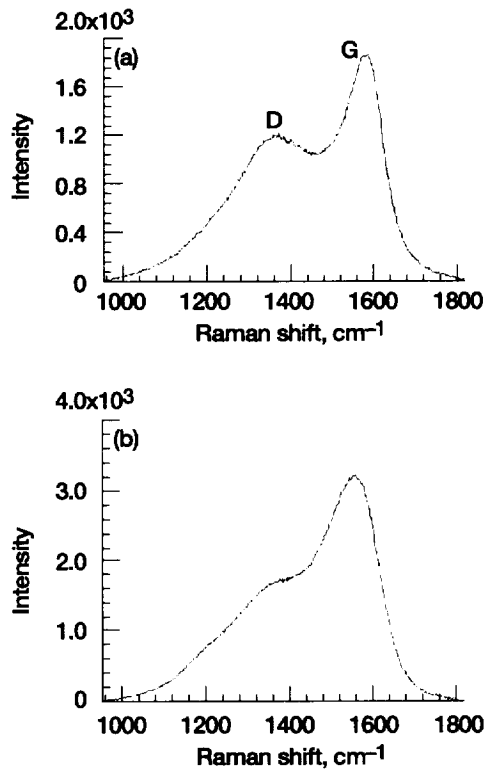 2.0x10³
(a)
G
1.6
D
1.2
Intensity
0.8
0.4
0
1000 1200 1400 1600 1800
Raman shift, cm⁻¹
4.0x10³
(b)
3.0
Intensity
2.0
1.0
0
1000 1200 1400 1600 1800
Raman shift, cm⁻¹